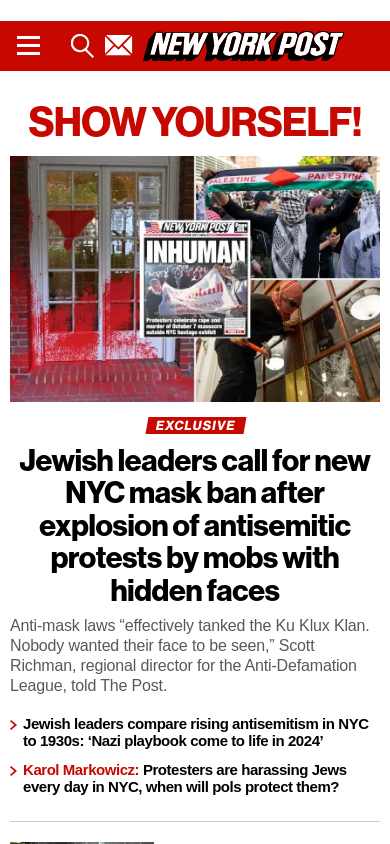 NEW YORK POST
SHOW YOURSELF!
PALESTINE
PALESTINE
NEW YORK POST
INHUMAN
Protesters celebrate rape and
murder of October 7 massacre
outside NYC hostage exhibit
EXCLUSIVE
Jewish leaders call for new
NYC mask ban after
explosion of antisemitic
protests by mobs with
hidden faces
Anti-mask laws “effectively tanked the Ku Klux Klan.
Nobody wanted their face to be seen,” Scott
Richman, regional director for the Anti-Defamation
League, told The Post.
Jewish leaders compare rising antisemitism in NYC
to 1930s: ‘Nazi playbook come to life in 2024’
Karol Markowicz: Protesters are harassing Jews
every day in NYC, when will pols protect them?